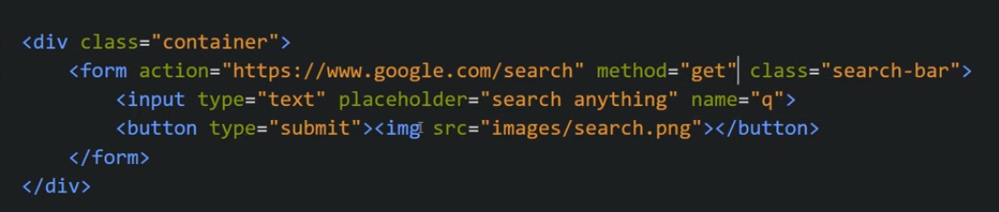 <div class="container">
<form action="https://www.google.com/search" method="get" class="search-bar">
<input type="text" placeholder="search anything" name="q">
<button type="submit"><img src="images/search.png"></button>
</form>
</div>